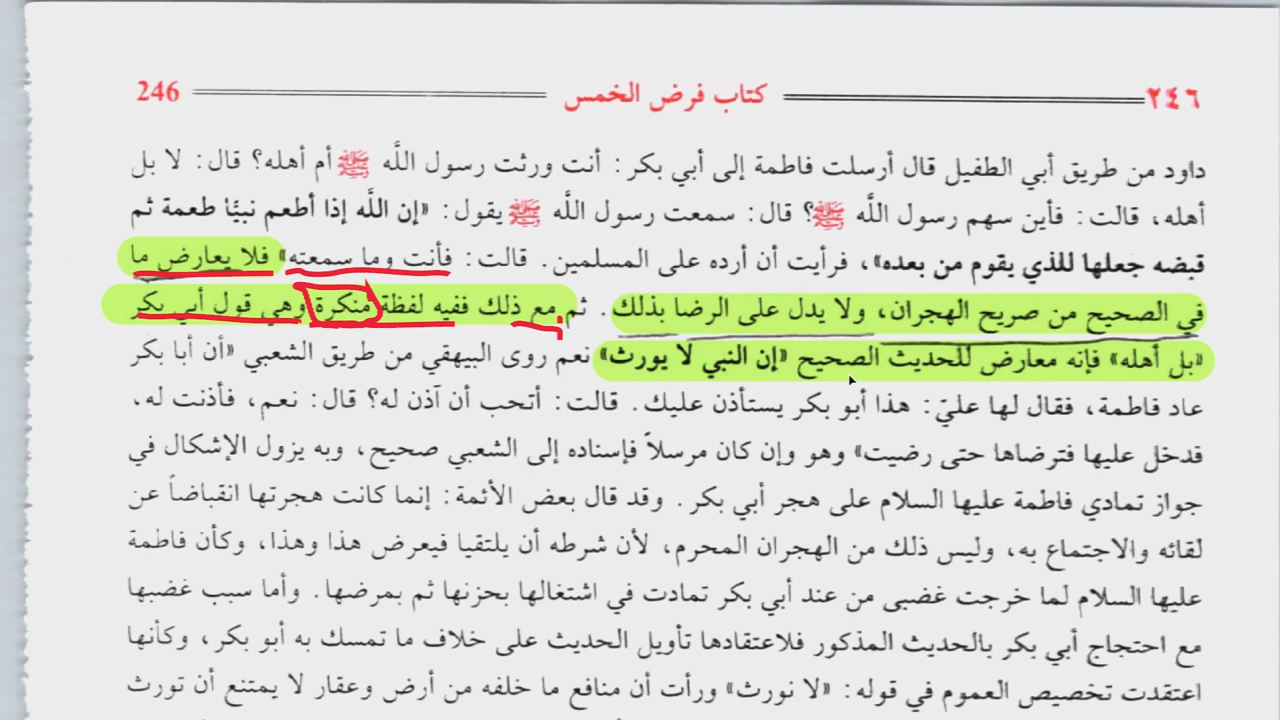 ٢٤٦ كتاب فرض الخمس 246
داود من طريق أبي الطفيل قال أرسلت فاطمة إلى أبي بكر: أنت ورثت رسول اللَّه ﷺ أم أهله؟ قال: لا بل
أهله، قالت: فأين سهم رسول اللَّه ﷺ؟ قال: سمعت رسول اللَّه ﷺ يقول: «إن اللَّه إذا أطعم نبيًا طعمة ثم
قبضه جعلها للذي يقوم من بعده»، فرأيت أن أرده على المسلمين. قالت: فأنت وما سمعته» فلا يعارض ما
في الصحيح من صريح الهجران، ولا يدل على الرضا بذلك. ثم مع ذلك ففيه لفظة منكرة وهي قول أبي بكر
«بل أهله» فإنه معارض للحديث الصحيح «إن النبي لا يورث» نعم روى البيهقي من طريق الشعبي «أن أبا بكر
عاد فاطمة، فقال لها عليّ: هذا أبو بكر يستأذن عليك. قالت: أتحب أن آذن له؟ قال: نعم، فأذنت له،
فدخل عليها فترضاها حتى رضيت» وهو وإن كان مرسلاً فإسناده إلى الشعبي صحيح، وبه يزول الإشكال في
جواز تمادي فاطمة عليها السلام على هجر أبي بكر. وقد قال بعض الأئمة: إنما كانت هجرتها انقباضاً عن
لقائه والاجتماع به، وليس ذلك من الهجران المحرم، لأن شرطه أن يلتقيا فيعرض هذا وهذا، وكأن فاطمة
عليها السلام لما خرجت غضبى من عند أبي بكر تمادت في اشتغالها بحزنها ثم بمرضها. وأما سبب غضبها
مع احتجاج أبي بكر بالحديث المذكور فلاعتقادها تأويل الحديث على خلاف ما تمسك به أبو بكر، وكأنها
اعتقدت تخصيص العموم في قوله: «لا نورث» ورأت أن منافع ما خلفه من أرض وعقار لا يمتنع أن تورث